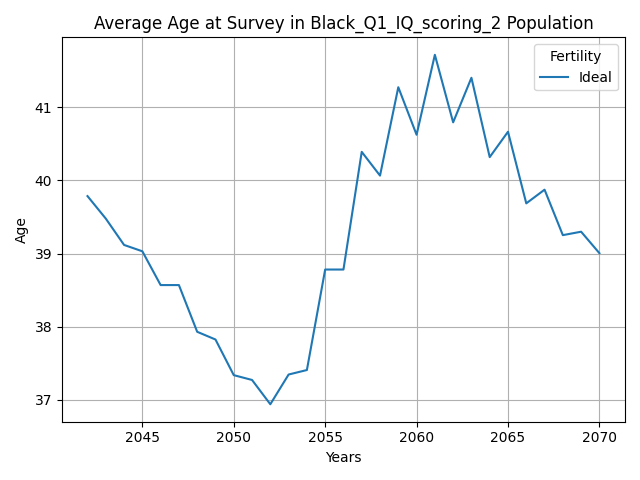 Average Age at Survey in Black_Q1_IQ_scoring_2 Population
Fertility
Ideal
41
40
39
38
37
Age
2045 2050 2055 2060 2065 2070
Years